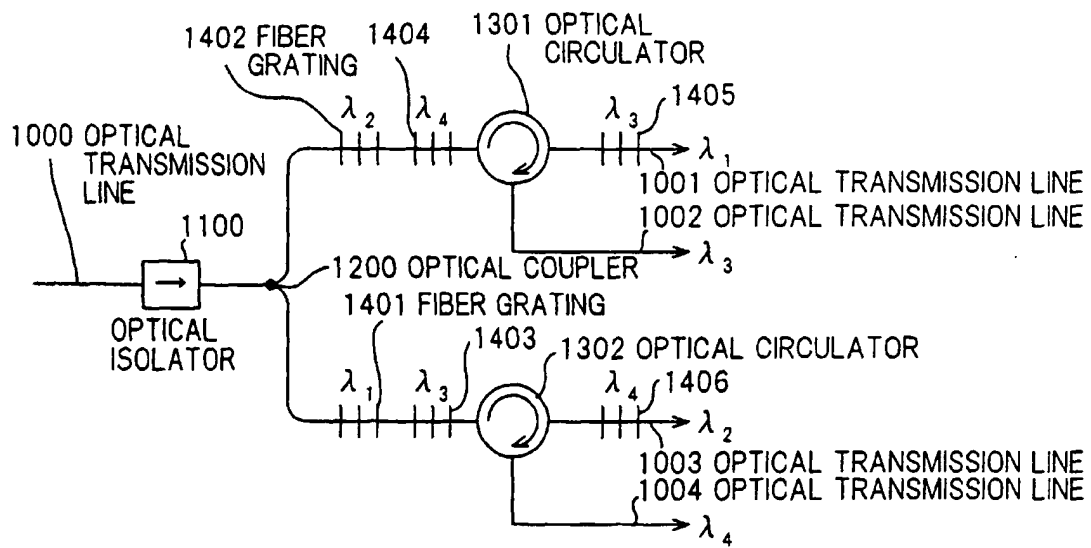 1402 FIBER
GRATING
1404
1301 OPTICAL
CIRCULATOR
λ2
λ4
λ3
1405
1000 OPTICAL
TRANSMISSION
LINE
λ1
1001 OPTICAL TRANSMISSION LINE
1002 OPTICAL TRANSMISSION LINE
λ3
1100
OPTICAL
ISOLATOR
1200 OPTICAL COUPLER
1401 FIBER GRATING
1403
1302 OPTICAL CIRCULATOR
λ1
λ3
λ4
1406
λ2
1003 OPTICAL TRANSMISSION LINE
1004 OPTICAL TRANSMISSION LINE
λ4